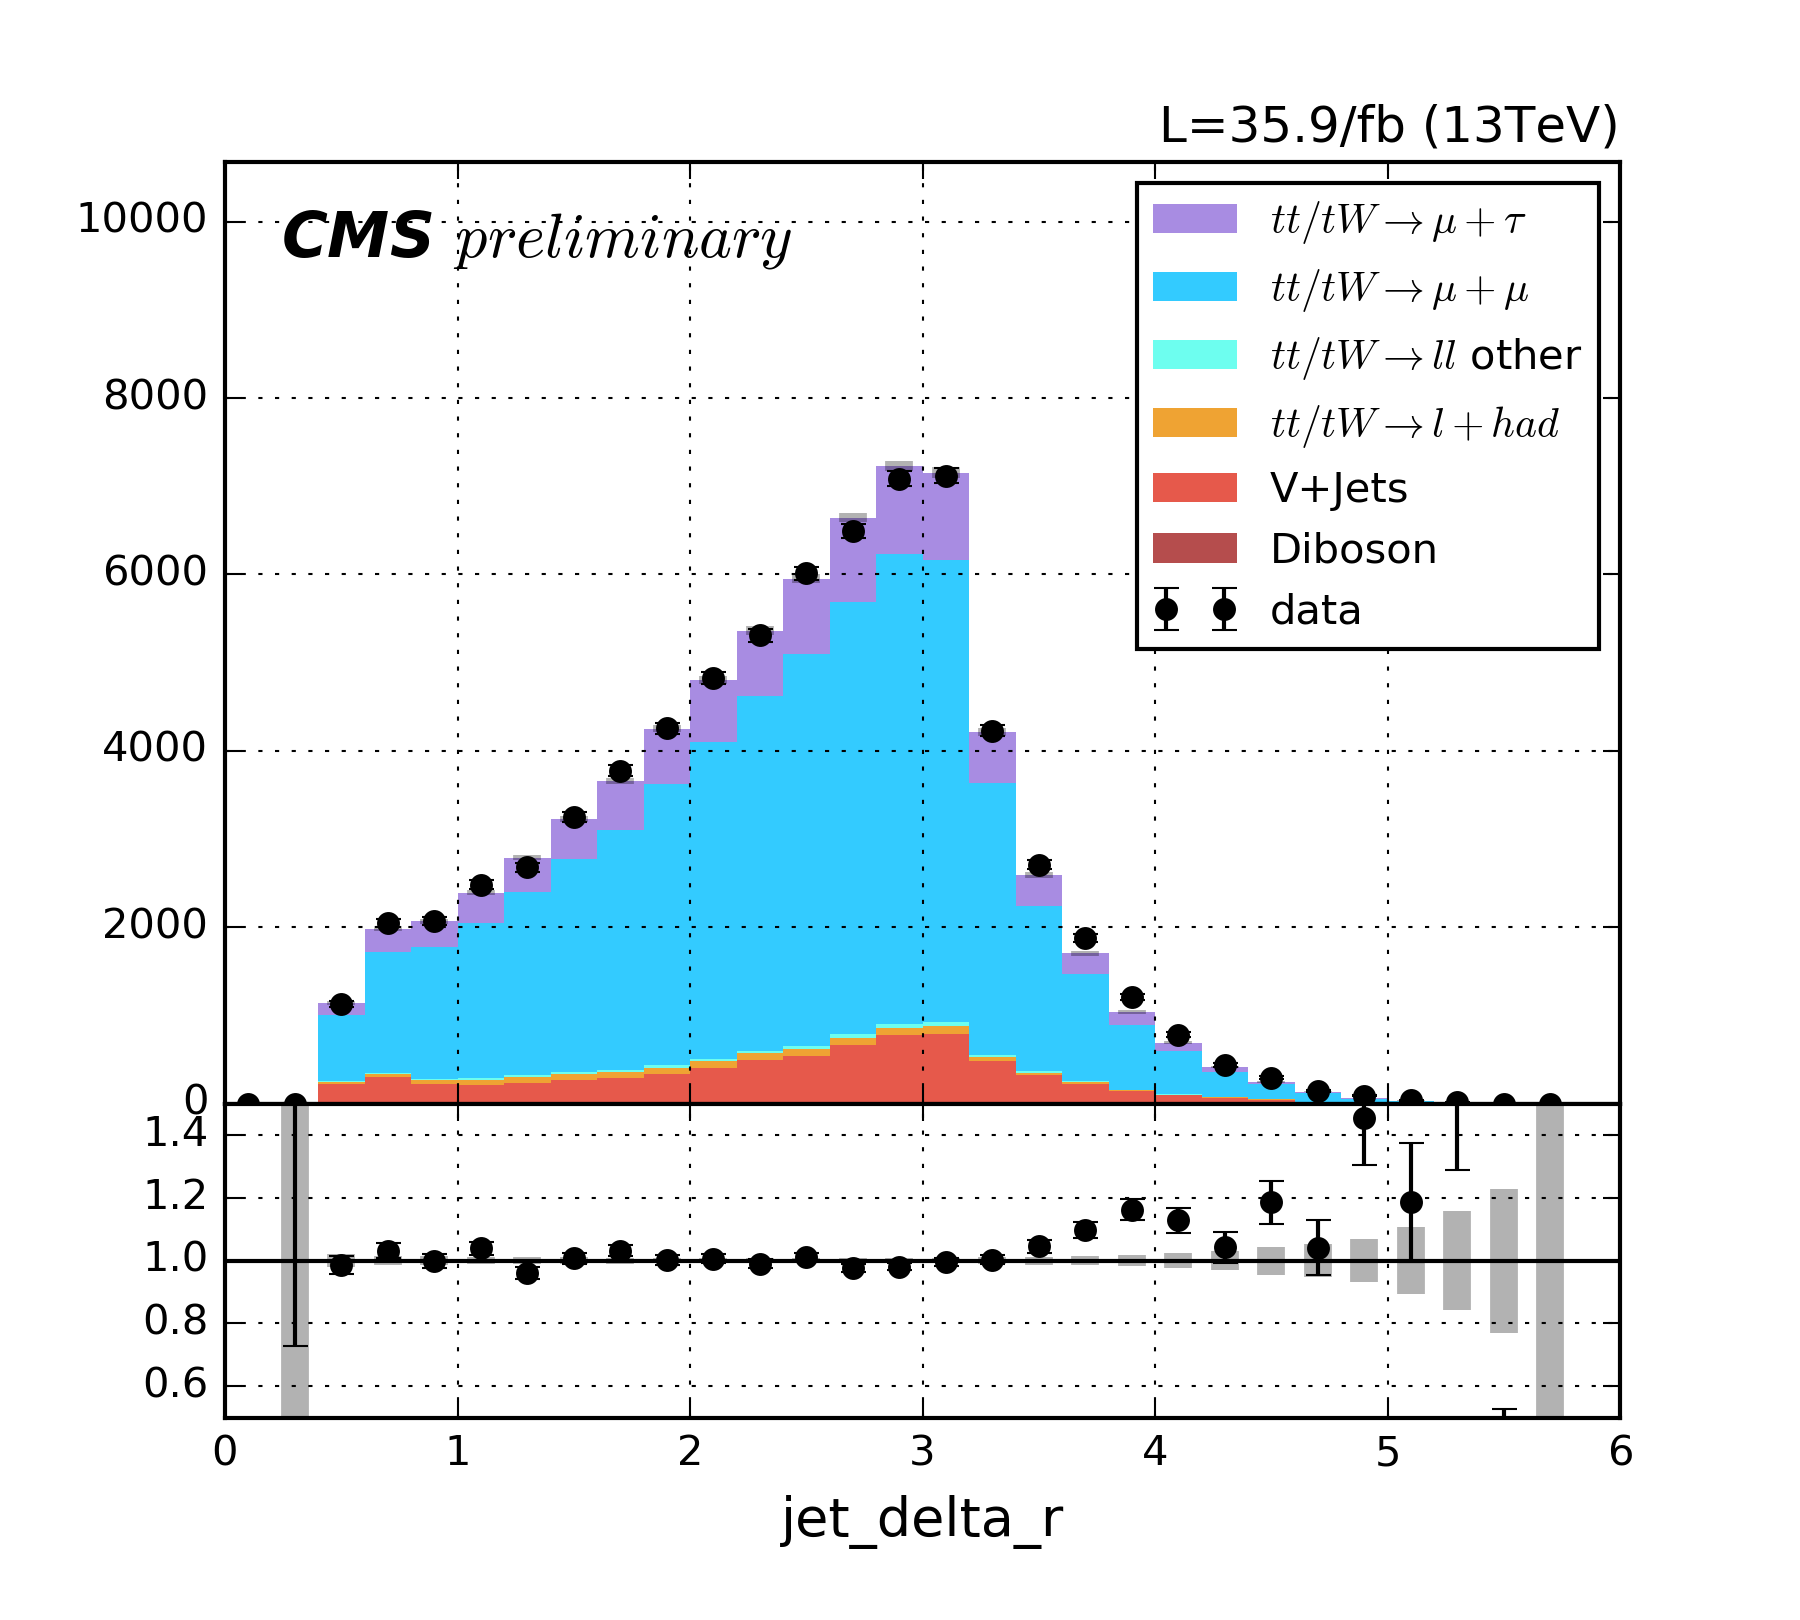 L=35.9/fb (13TeV)
CMS preliminary
10000
8000
6000
4000
2000
0
tt/tW→μ+τ
tt/tW→μ+μ
tt/tW→ll other
tt/tW→l+had
V+Jets
Diboson
data
1.4
1.2
1.0
0.8
0.6
0 1 2 3 4 5 6
jet_delta_r